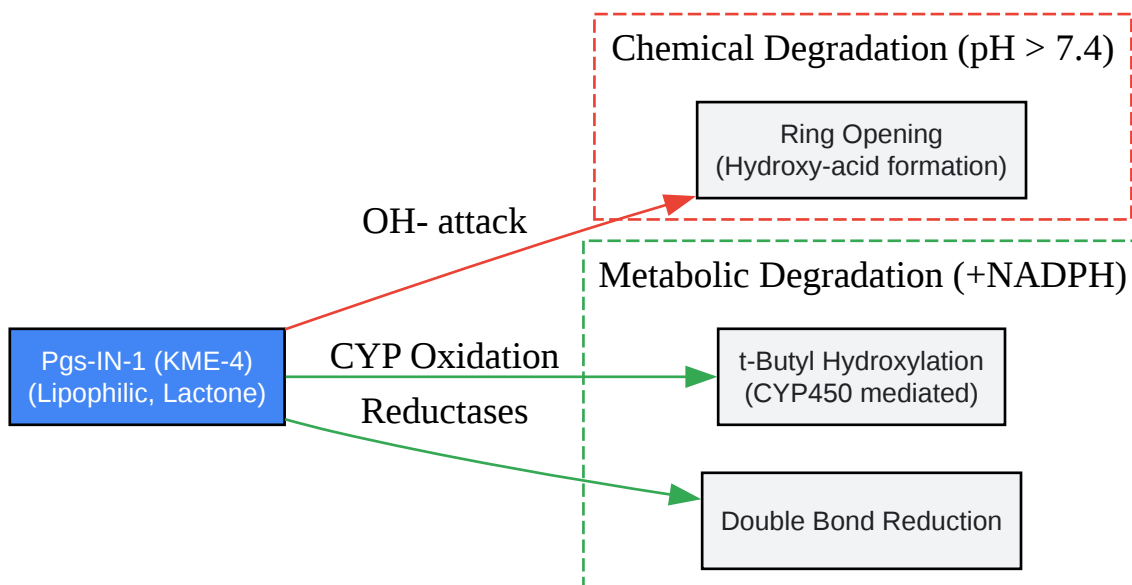 Chemical Degradation (pH > 7.4)
Ring Opening
(Hydroxy-acid formation)
OH- attack
Metabolic Degradation (+NADPH)
Pgs-IN-1 (KME-4)
(Lipophilic, Lactone)
CYP Oxidation
t-Butyl Hydroxylation
(CYP450 mediated)
Reductases
Double Bond Reduction